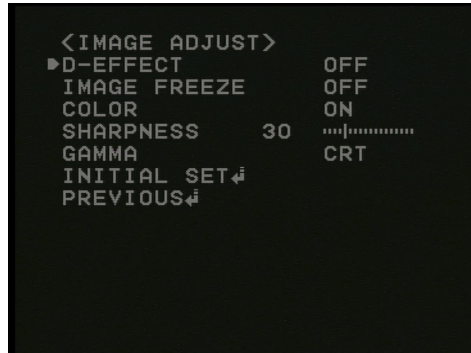 <IMAGE ADJUST>
D-EFFECT OFF
IMAGE FREEZE OFF
COLOR ON
SHARPNESS 30
GAMMA CRT
INITIAL SET↲
PREVIOUS↲